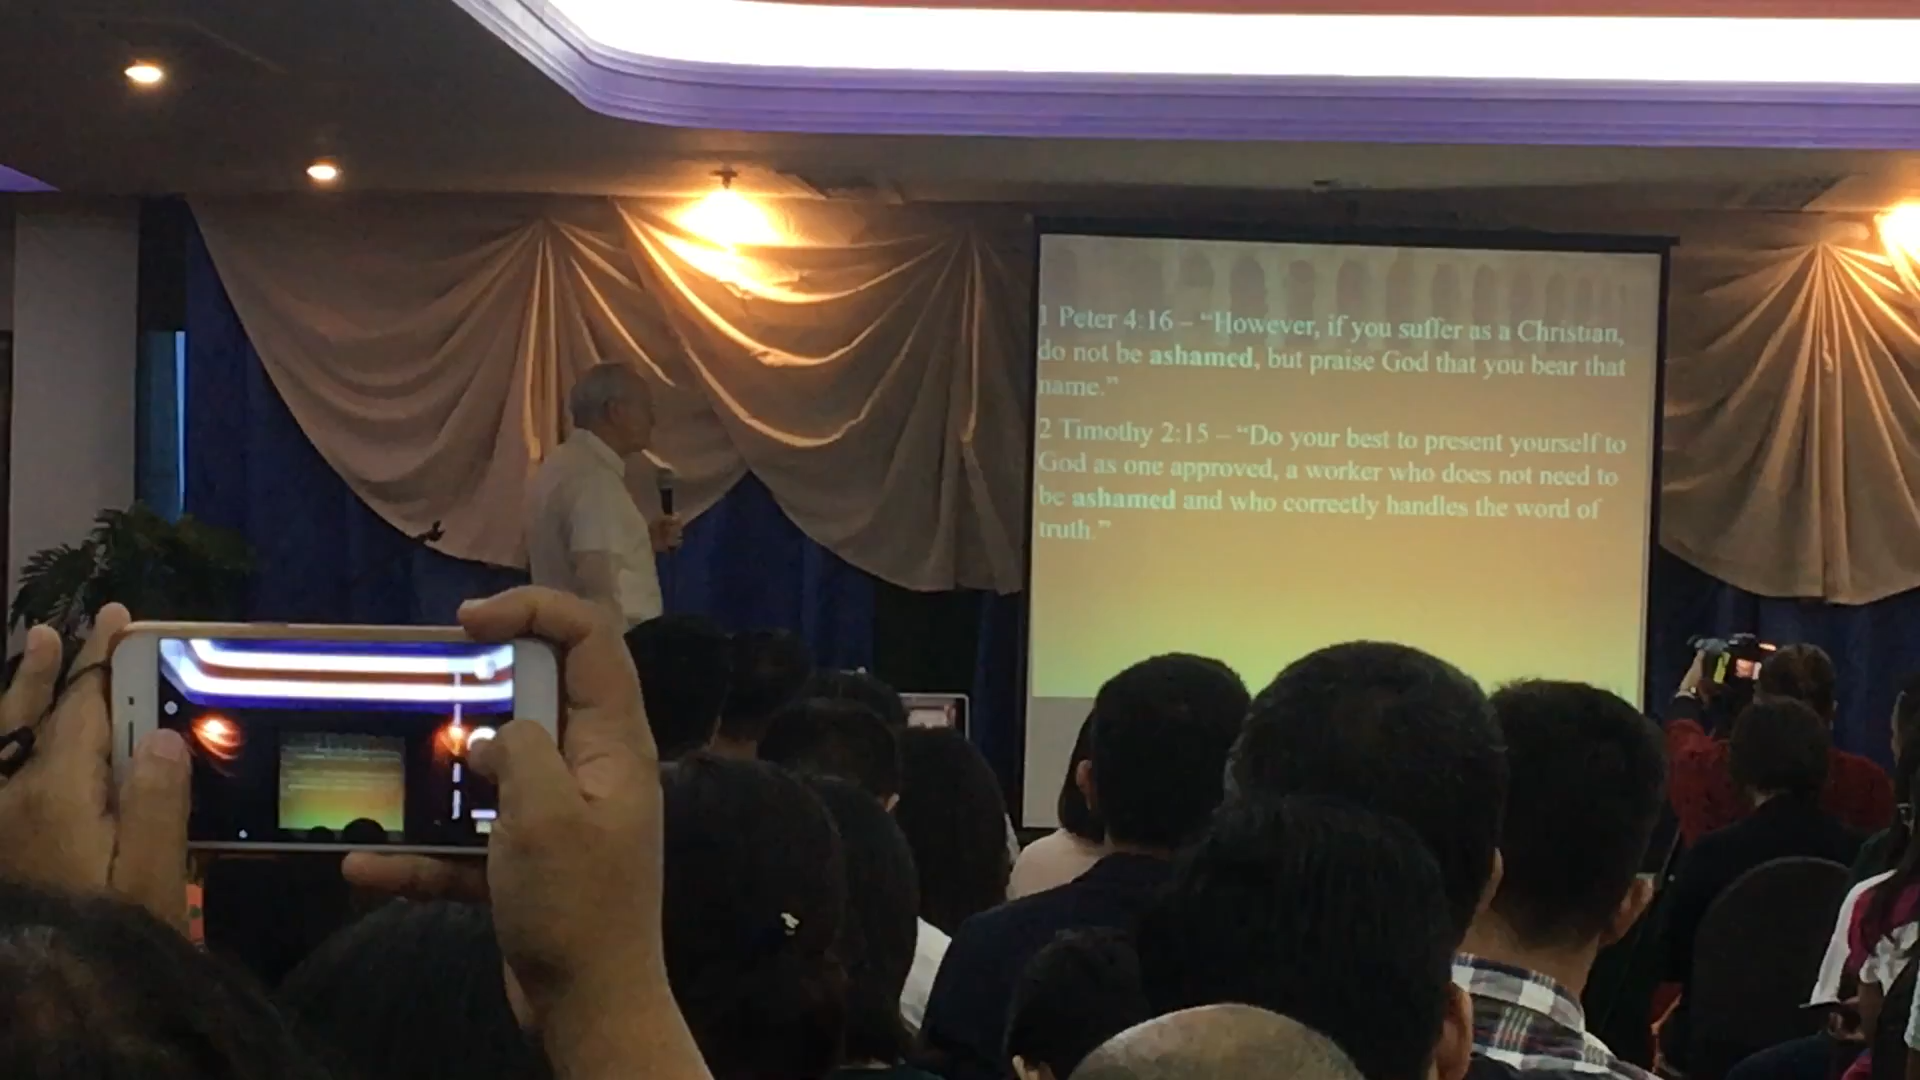 1 Peter 4:16 – “However, if you suffer as a Christian,
do not be ashamed, but praise God that you bear that
name.”
2 Timothy 2:15 – “Do your best to present yourself to
God as one approved, a worker who does not need to
be ashamed and who correctly handles the word of
truth.”